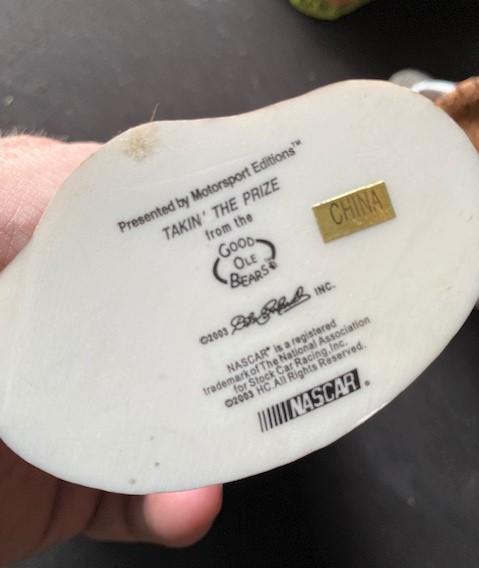 Presented by Motorsport Editions™
TAKIN' THE PRIZE
from the
GOOD
OLE
BEARS
CHINA
©2003 INC.
NASCAR® is a registered
trademark of The National Association
for Stock Car Racing, Inc.
©2003 HC. All Rights Reserved.
NASCAR®